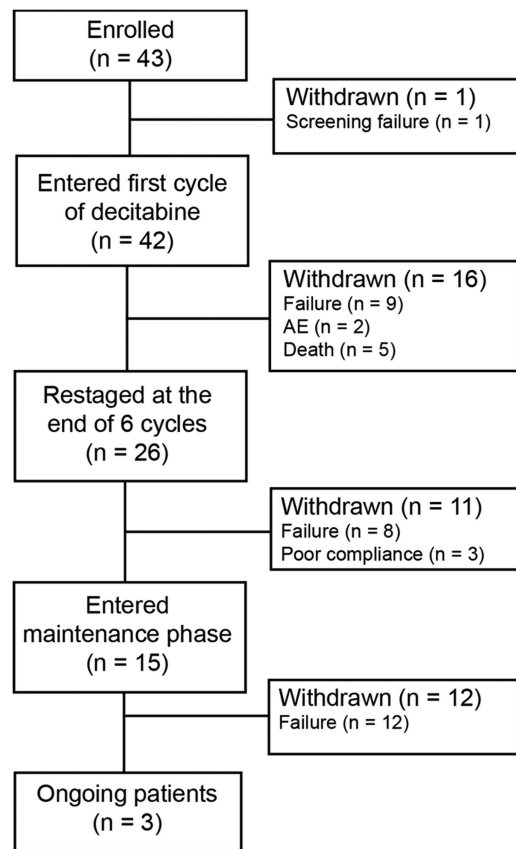 Enrolled
(n = 43)
Withdrawn (n = 1)
Screening failure (n = 1)
Entered first cycle
of decitabine
(n = 42)
Withdrawn (n = 16)
Failure (n = 9)
AE (n = 2)
Death (n = 5)
Restaged at the
end of 6 cycles
(n = 26)
Withdrawn (n = 11)
Failure (n = 8)
Poor compliance (n = 3)
Entered
maintenance phase
(n = 15)
Withdrawn (n = 12)
Failure (n = 12)
Ongoing patients
(n = 3)